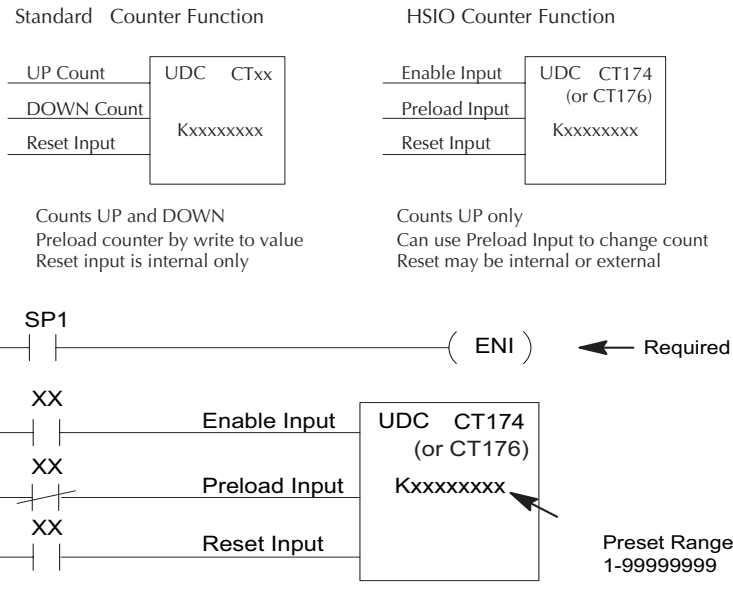 Standard Counter Function
UP Count
DOWN Count
Reset Input
UDC CTxx
Kxxxxxxxx
Counts UP and DOWN
Preload counter by write to value
Reset input is internal only
HSIO Counter Function
Enable Input
Preload Input
Reset Input
UDC CT174
(or CT176)
Kxxxxxxxx
Counts UP only
Can use Preload Input to change count
Reset may be internal or external
SP1
ENI
Required
XX
Enable Input
XX
Preload Input
XX
Reset Input
UDC CT174
(or CT176)
Kxxxxxxxx
Preset Range
1-99999999